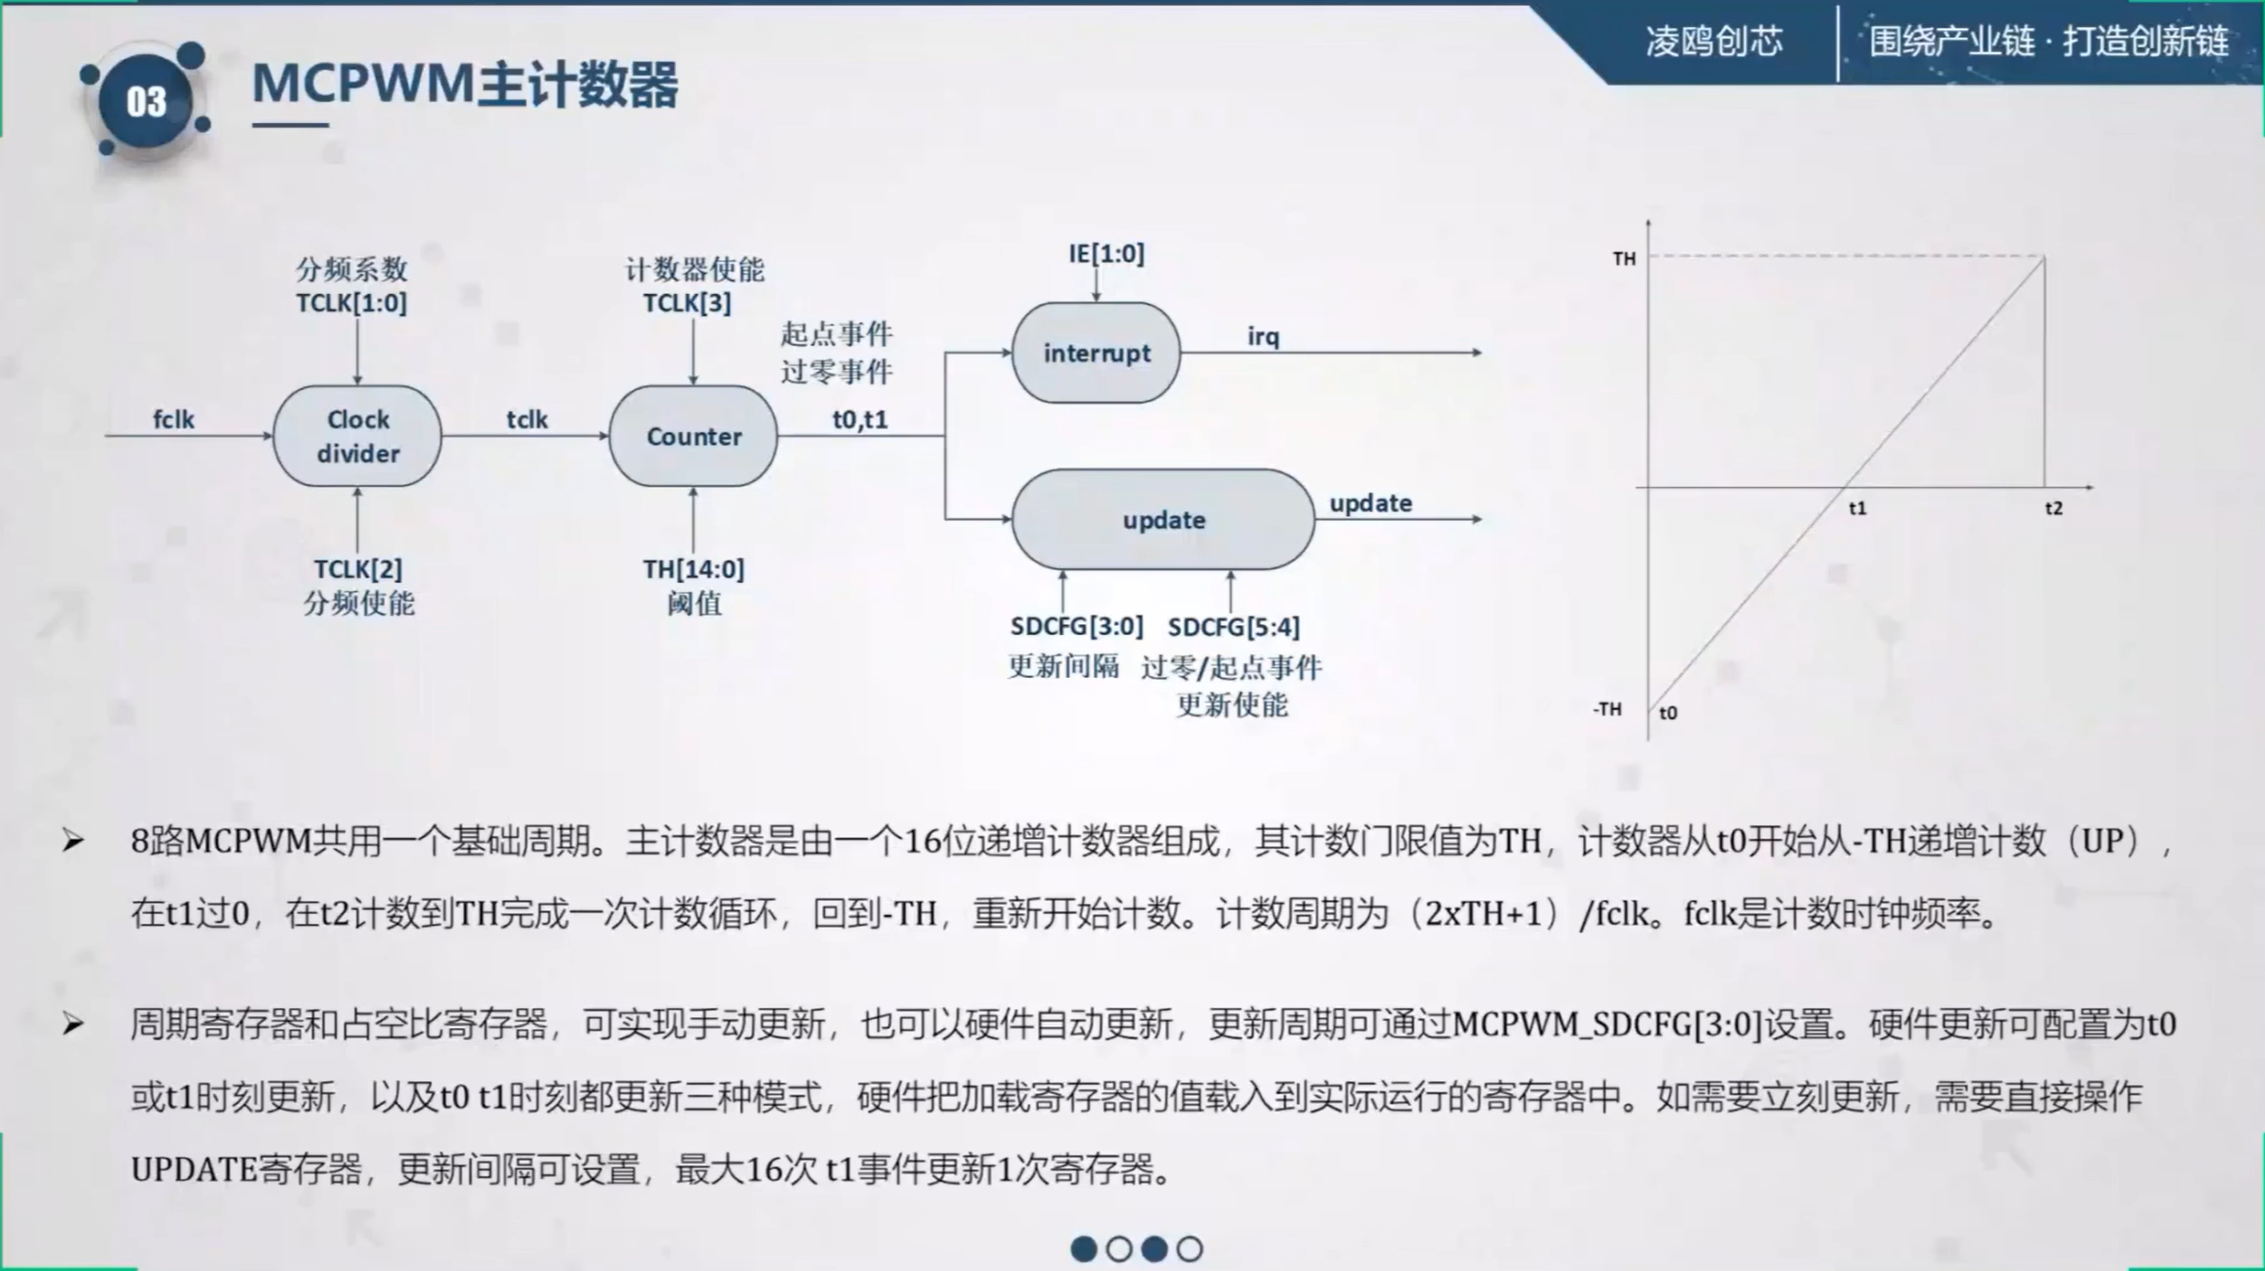 凌鸥创芯
围绕产业链·打造创新链
03
MCPWM主计数器
分频系数
TCLK[1:0]
fclk
Clock
divider
TCLK[2]
分频使能
tclk
计数器使能
TCLK[3]
Counter
TH[14:0]
阈值
起点事件
过零事件
t0,t1
IE[1:0]
interrupt
irq
update
update
SDCFG[3:0]
更新间隔
SDCFG[5:4]
过零/起点事件
更新使能
TH
t1
t2
-TH
t0
8路MCPWM共用一个基础周期。主计数器是由一个16位递增计数器组成，其计数门限值为TH，计数器从t0开始从-TH递增计数（UP），
在t1过0，在t2计数到TH完成一次计数循环，回到-TH，重新开始计数。计数周期为（2xTH+1）/fclk。fclk是计数时钟频率。
周期寄存器和占空比寄存器，可实现手动更新，也可以硬件自动更新，更新周期可通过MCPWM_SDCFG[3:0]设置。硬件更新可配置为t0
或t1时刻更新，以及t0 t1时刻都更新三种模式，硬件把加载寄存器的值载入到实际运行的寄存器中。如需要立刻更新，需要直接操作
UPDATE寄存器，更新间隔可设置，最大16次 t1事件更新1次寄存器。